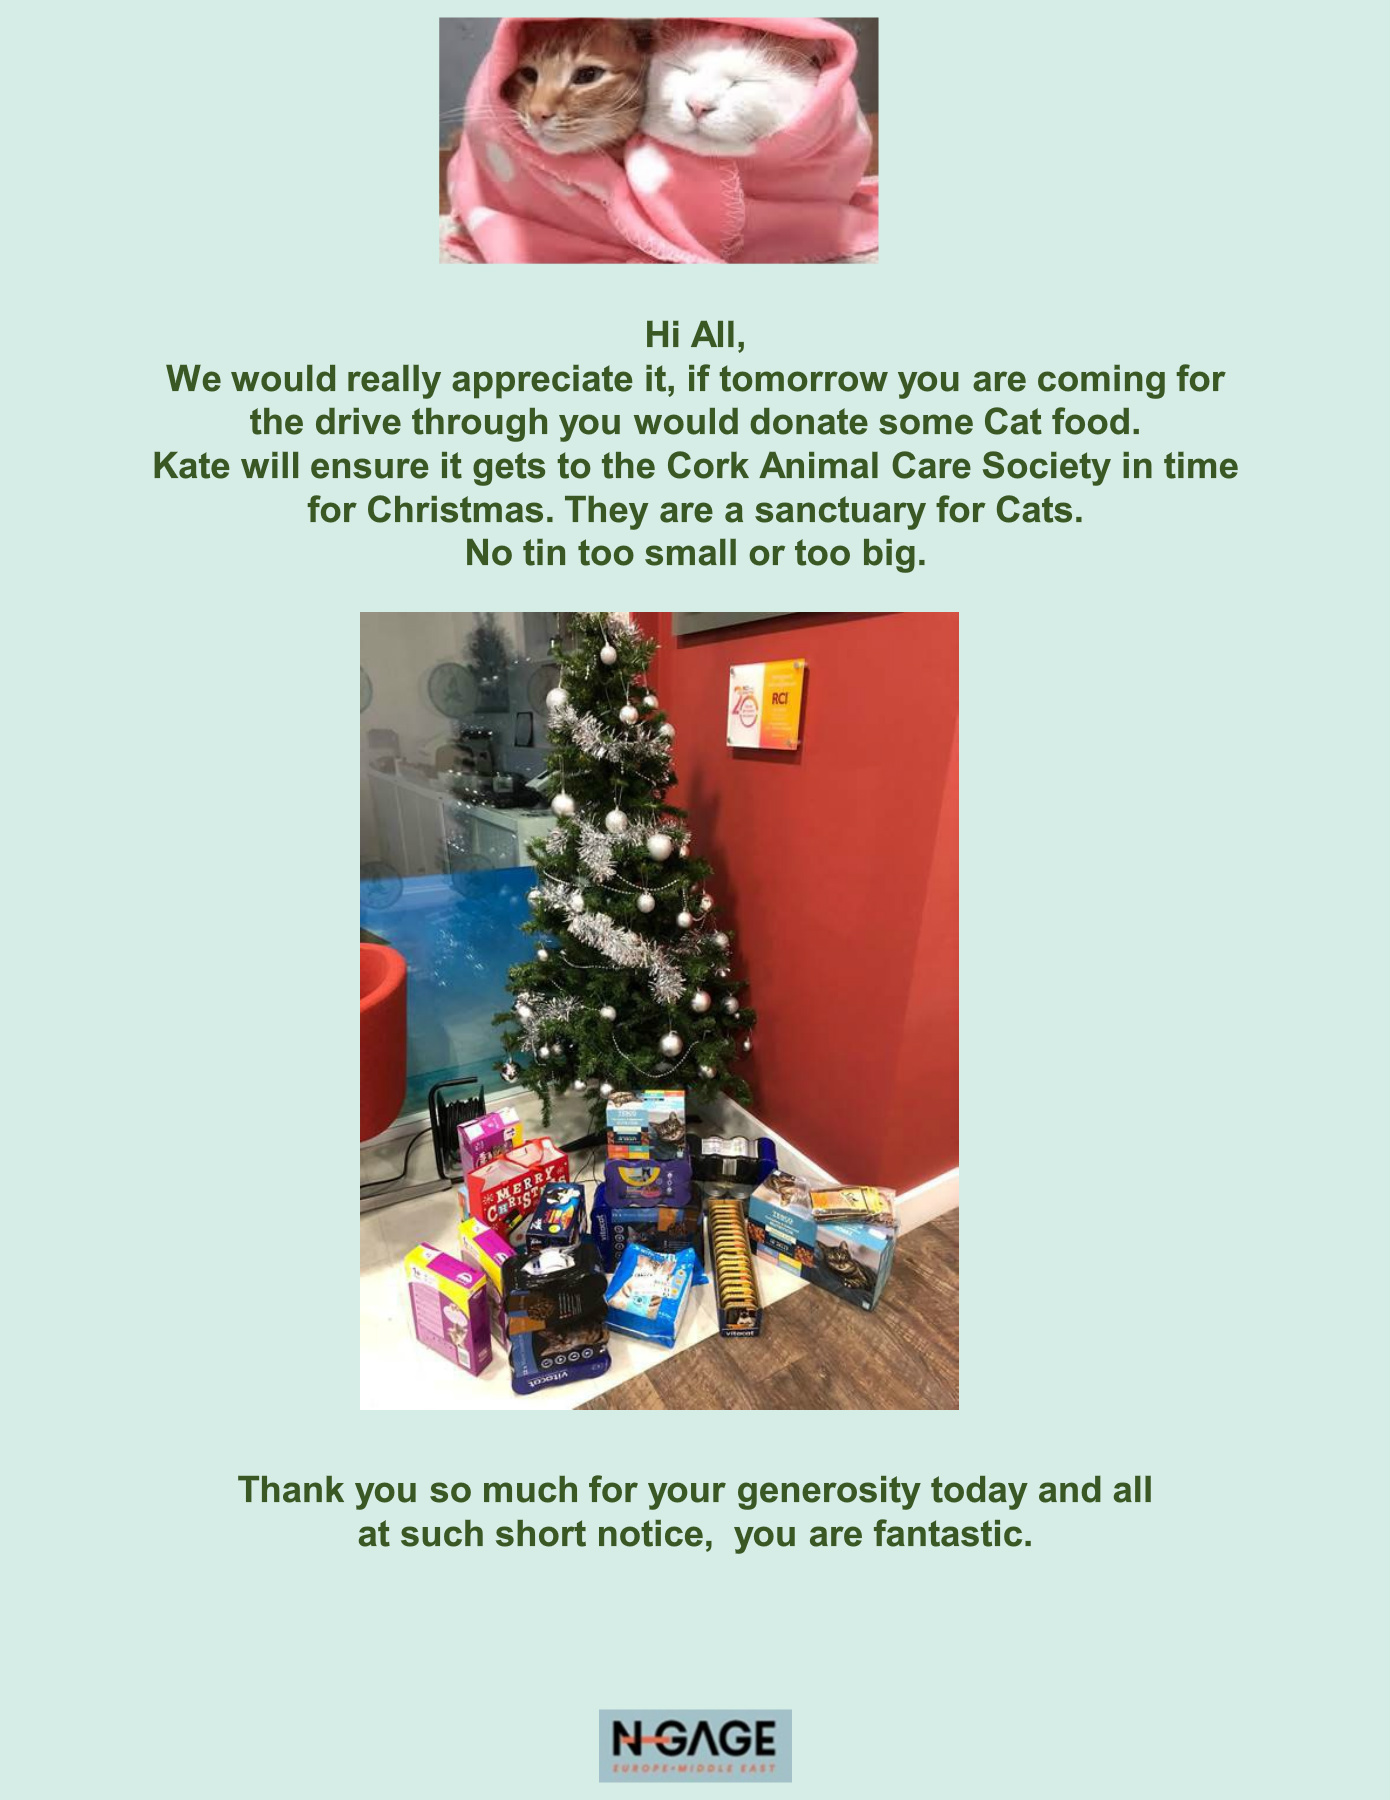 Hi All,
We would really appreciate it, if tomorrow you are coming for
the drive through you would donate some Cat food.
Kate will ensure it gets to the Cork Animal Care Society in time
for Christmas. They are a sanctuary for Cats.
No tin too small or too big.
RCI
MERRY
vitacat
vitacat
vitacat
Thank you so much for your generosity today and all
at such short notice, you are fantastic.
N-GAGE
EUROPE•MIDDLE EAST